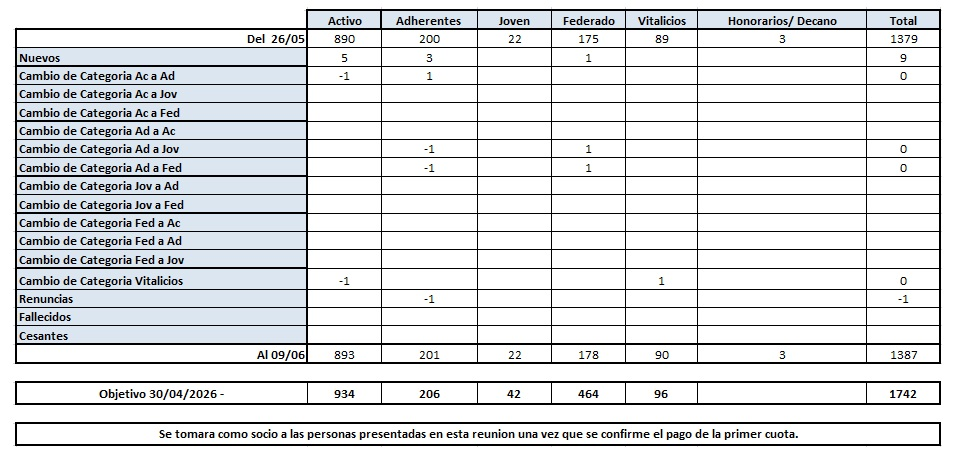 Activo Adherentes Joven Federado Vitalicios Honorarios/ Decano Total
Del 26/05 890 200 22 175 89 3 1379
Nuevos 5 3 1 9
Cambio de Categoria Ac a Ad -1 1 0
Cambio de Categoria Ac a Jov
Cambio de Categoria Ac a Fed
Cambio de Categoria Ad a Ac
Cambio de Categoria Ad a Jov -1 1 0
Cambio de Categoria Ad a Fed -1 1 0
Cambio de Categoria Jov a Ad
Cambio de Categoria Jov a Fed
Cambio de Categoria Fed a Ac
Cambio de Categoria Fed a Ad
Cambio de Categoria Fed a Jov
Cambio de Categoria Vitalicios -1 1 0
Renuncias -1 -1
Fallecidos
Cesantes
Al 09/06 893 201 22 178 90 3 1387
Objetivo 30/04/2026 - 934 206 42 464 96 1742
Se tomara como socio a las personas presentadas en esta reunion una vez que se confirme el pago de la primer cuota.